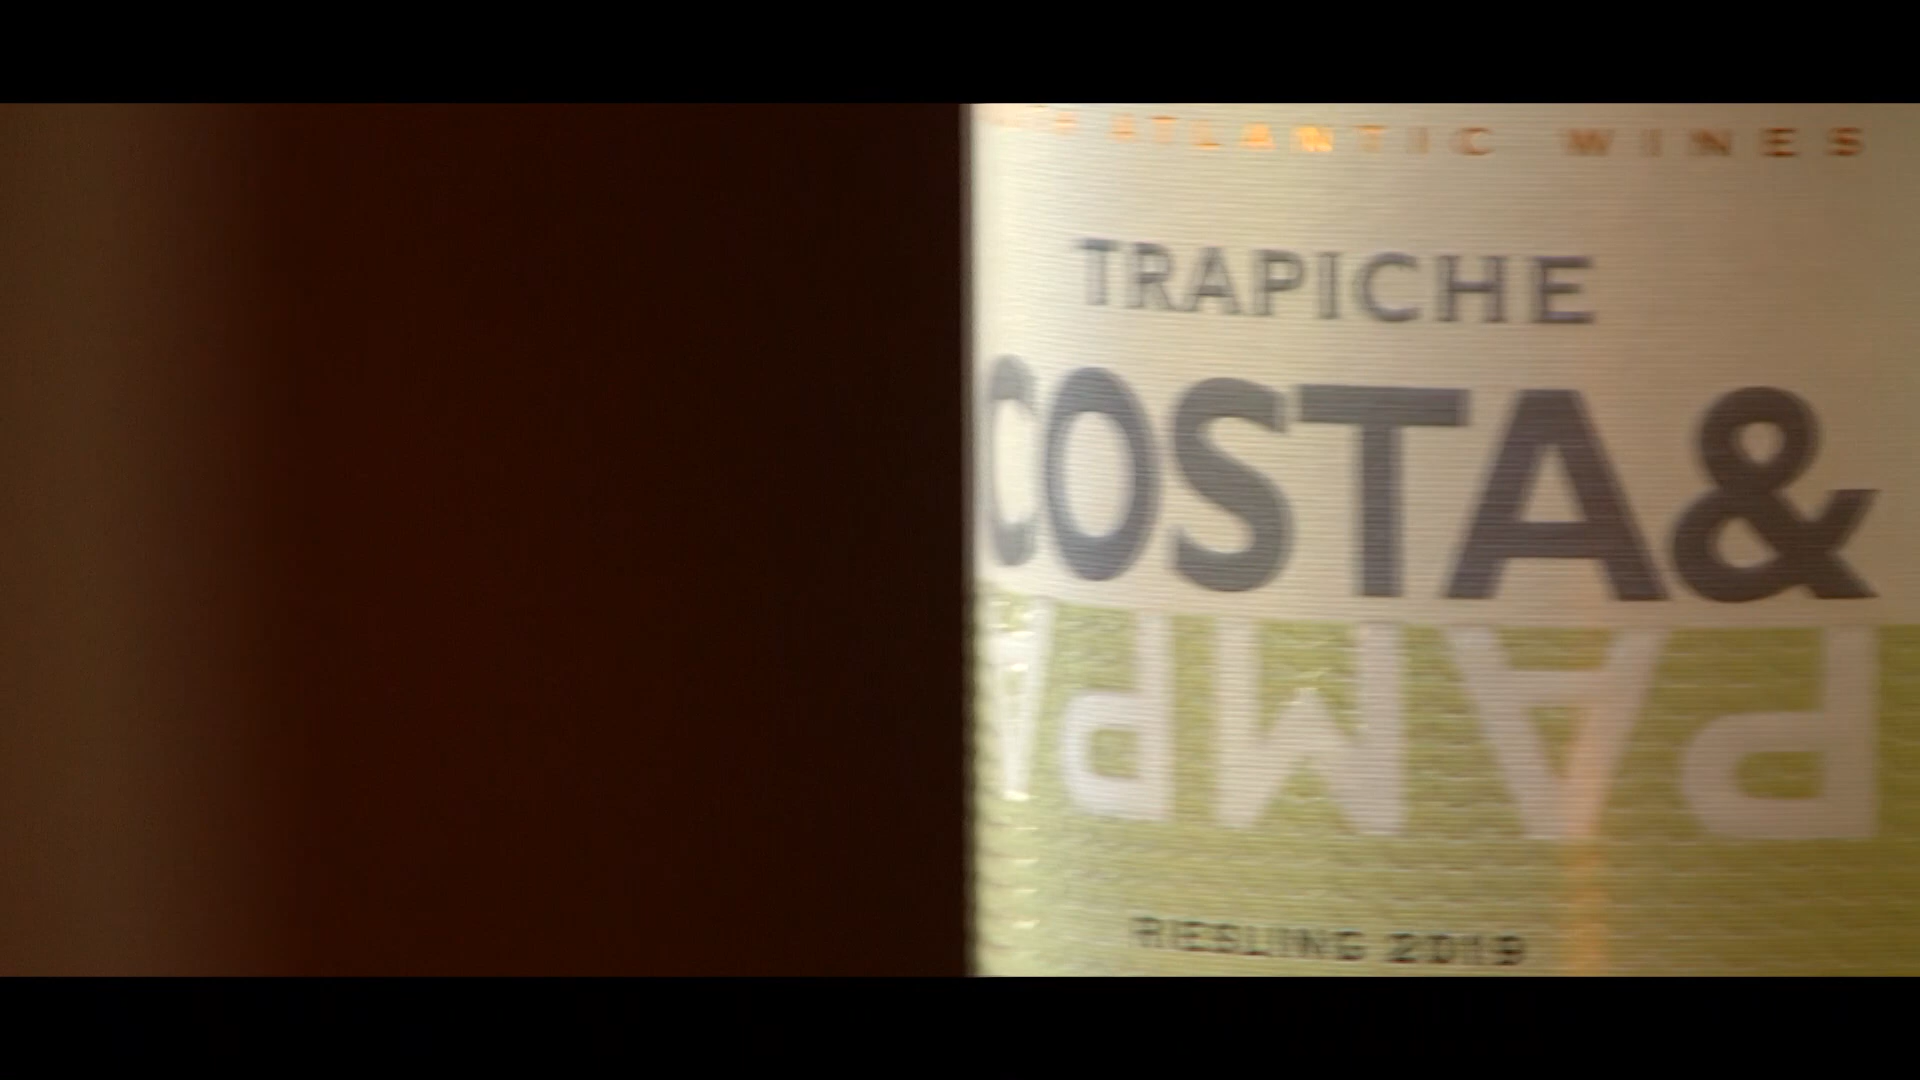 ATLANTIC WINES
TRAPICHE
COSTA&
PAMPA
RIESLING 2019